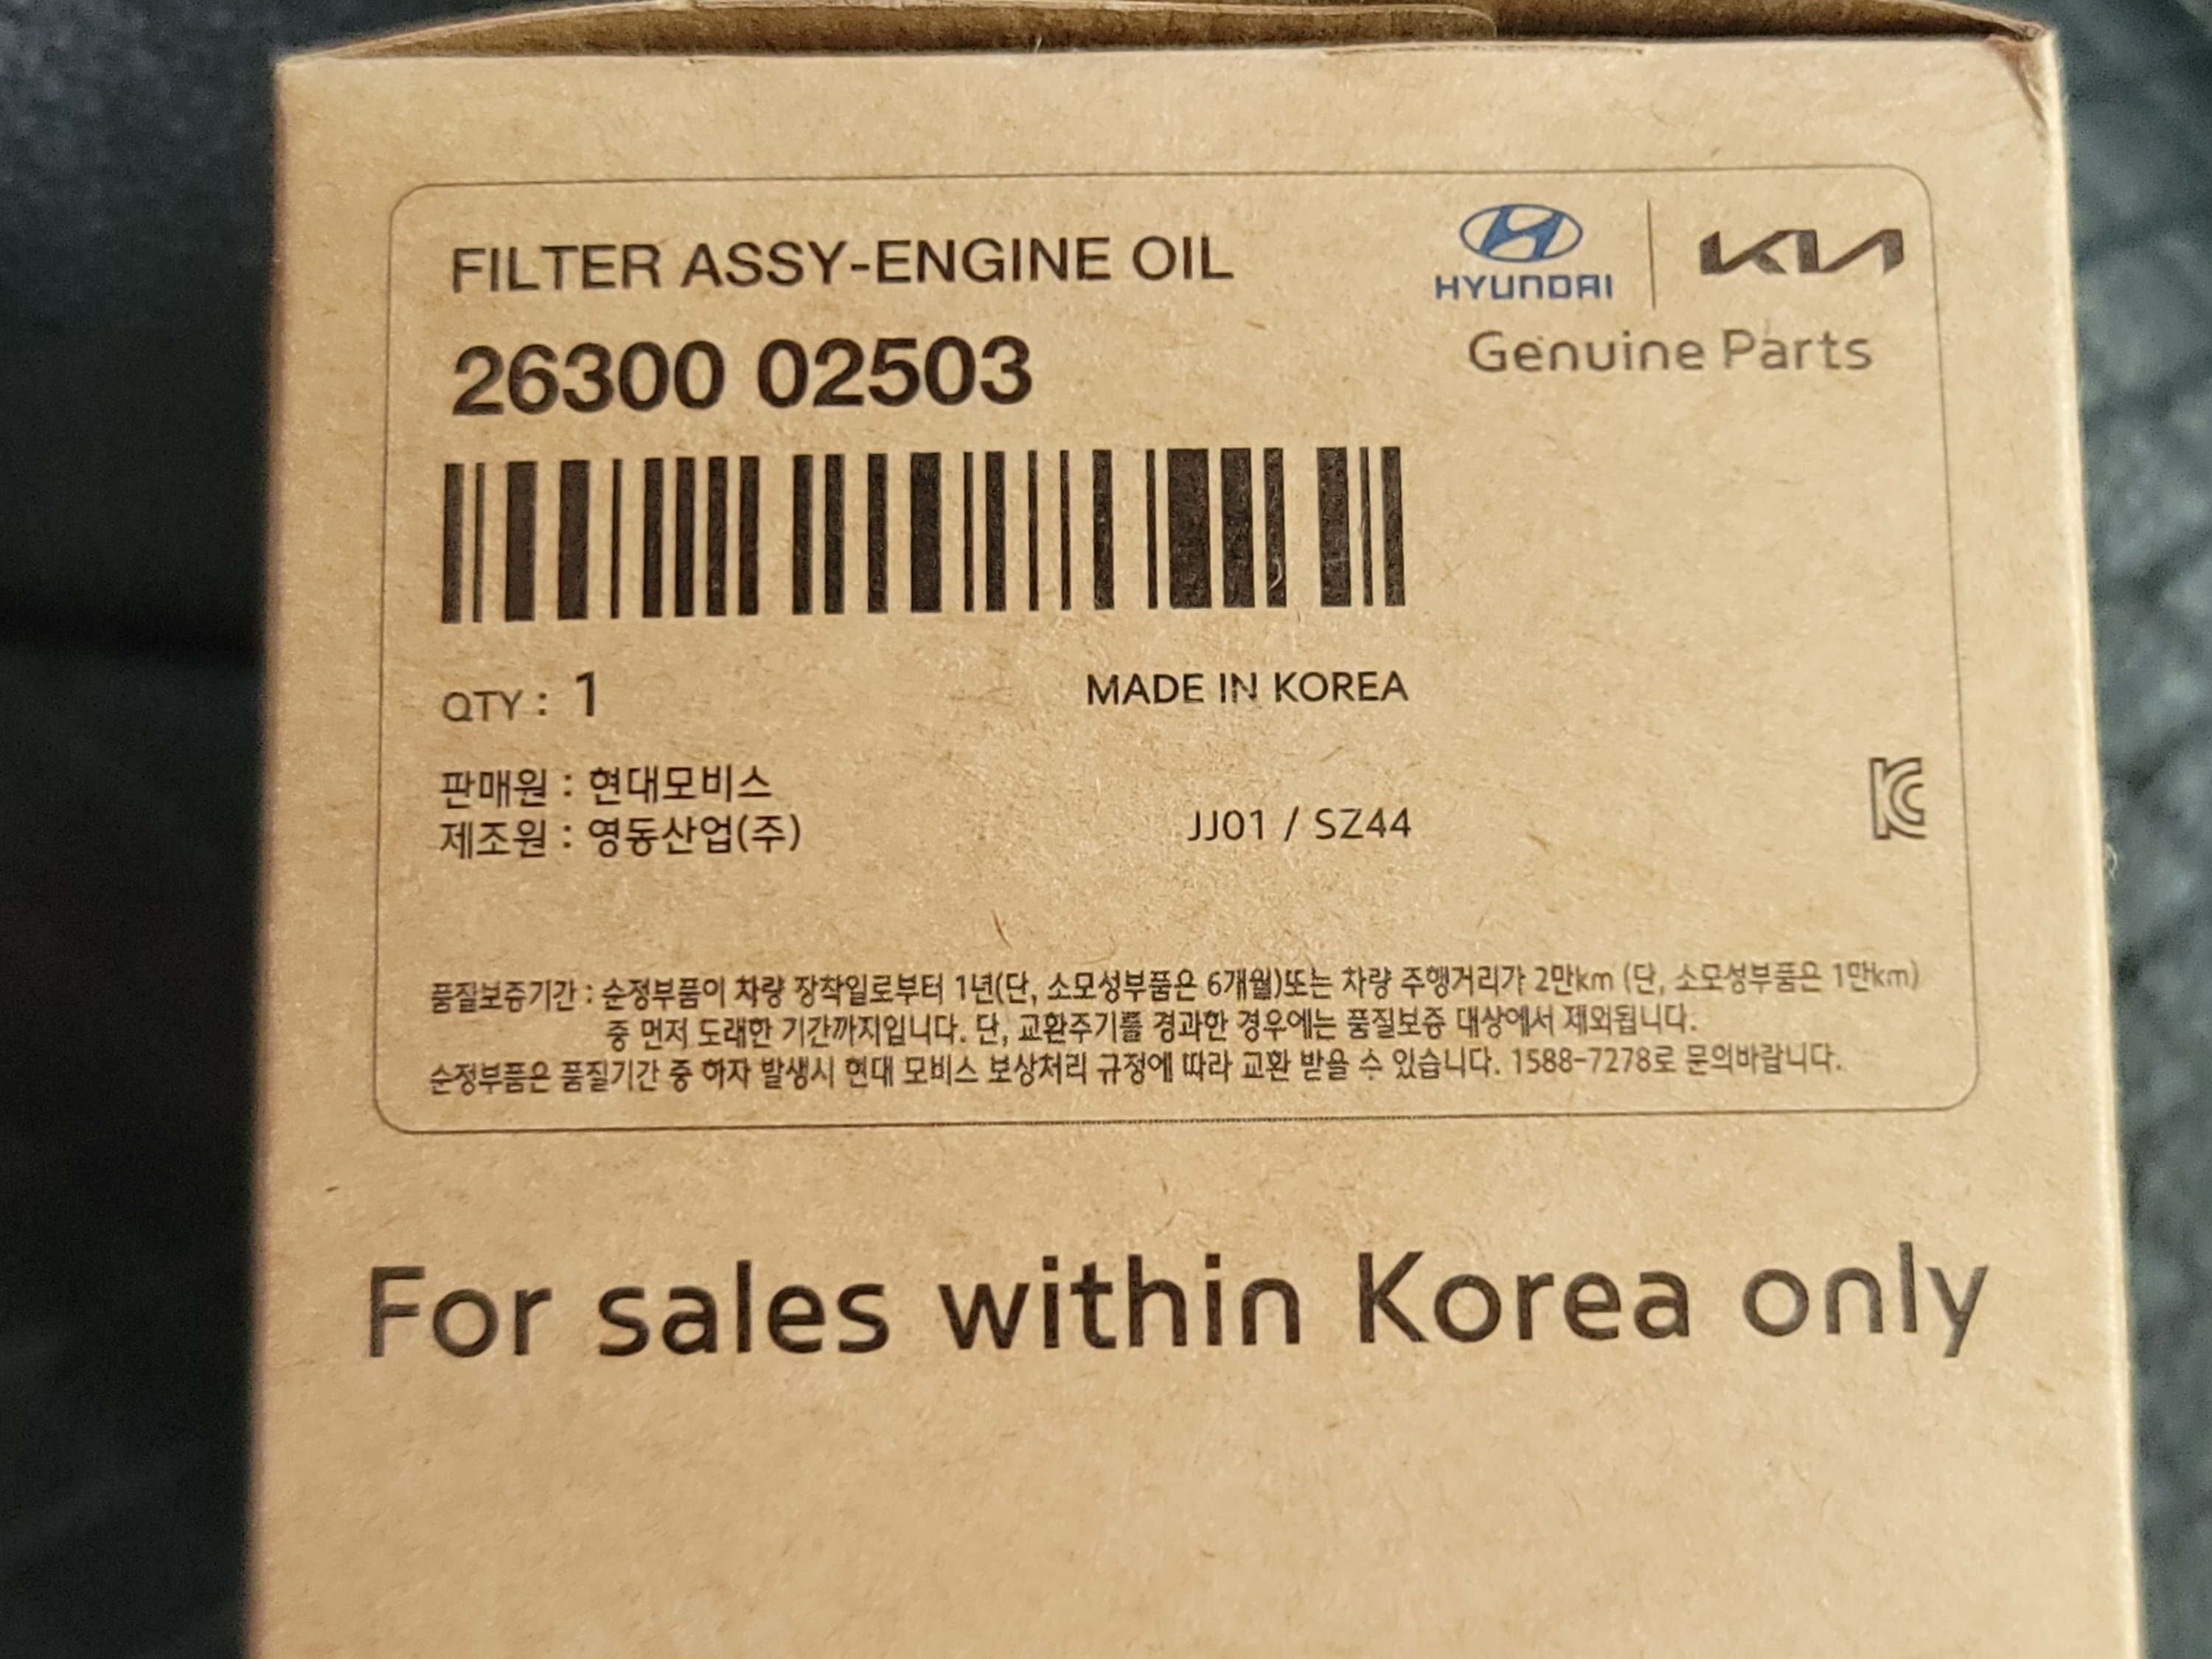 FILTER ASSY-ENGINE OIL
HYUNDAI
KIA
Genuine Parts
26300 02503
QTY : 1
MADE IN KOREA
판매원 : 현대모비스
제조원 : 영동산업(주)
JJ01 / SZ44
품질보증기간 : 순정부품이 차량 장착일로부터 1년(단, 소모성부품은 6개월)또는 차량 주행거리가 2만km (단, 소모성부품은 1만km)
중 먼저 도래한 기간까지입니다. 단, 교환주기를 경과한 경우에는 품질보증 대상에서 제외됩니다.
순정부품은 품질기간 중 하자 발생시 현대 모비스 보상처리 규정에 따라 교환 받을 수 있습니다. 1588-7278로 문의바랍니다.
For sales within Korea only